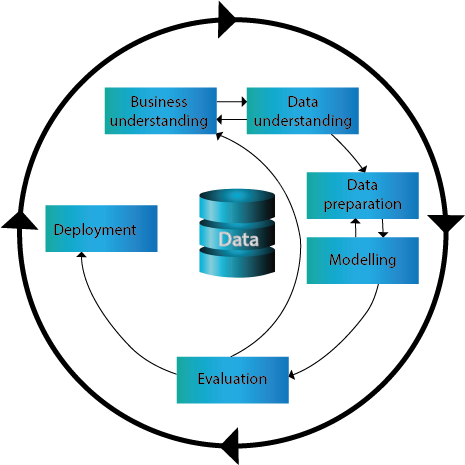 Business
understanding
Data
understanding
Data
preparation
Deployment
Data
Modelling
Evaluation